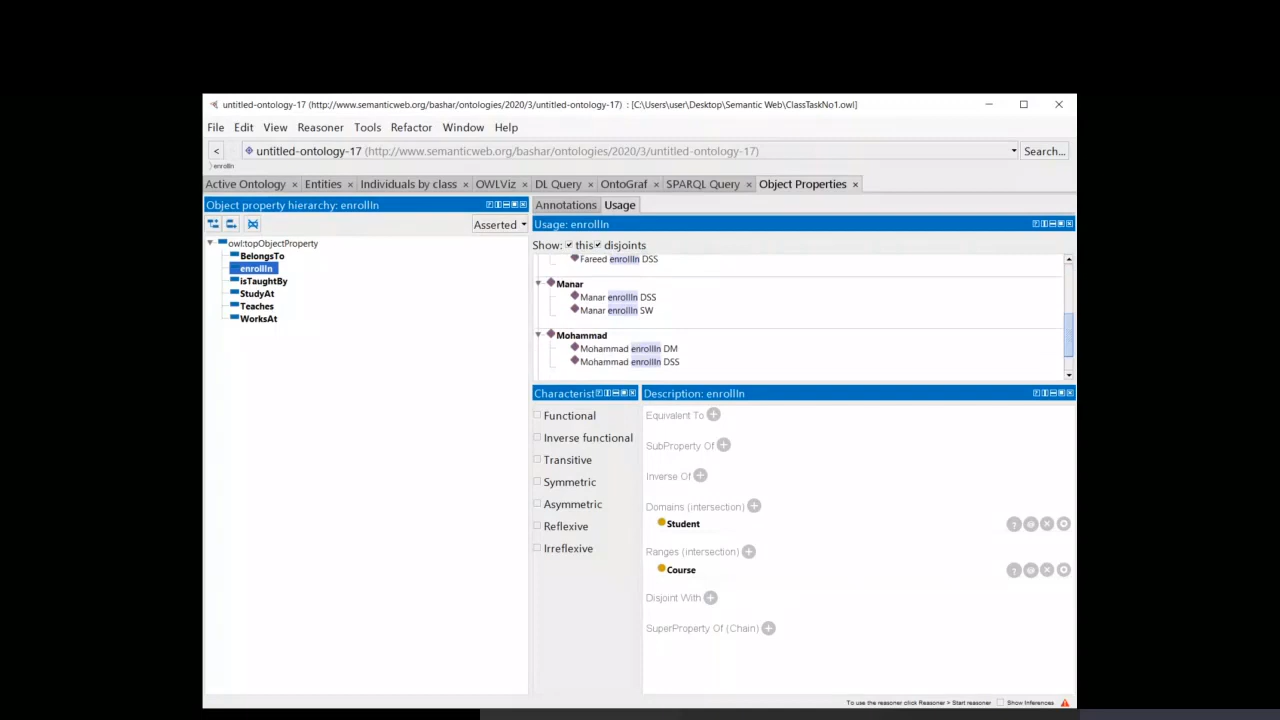 untitled-ontology-17 (http://www.semanticweb.org/bashar/ontologies/2020/3/untitled-ontology-17) : [C:\Users\user\Desktop\Semantic Web\ClassTaskNo1.owl]
File Edit View Reasoner Tools Refactor Window Help
< untitled-ontology-17 (http://www.semanticweb.org/bashar/ontologies/2020/3/untitled-ontology-17) Search...
enrollIn
Active Ontology × Entities × Individuals by class × OWLViz × DL Query × OntoGraf × SPARQL Query × Object Properties ×
Object property hierarchy: enrollIn
Asserted
owl:topObjectProperty
BelongsTo
enrollIn
isTaughtBy
StudyAt
Teaches
WorksAt
Annotations Usage
Usage: enrollIn
Show: this disjoints
Fareed enrollIn DSS
Manar
Manar enrollIn DSS
Manar enrollIn SW
Mohammad
Mohammad enrollIn DM
Mohammad enrollIn DSS
Characterist
Functional
Inverse functional
Transitive
Symmetric
Asymmetric
Reflexive
Irreflexive
Description: enrollIn
Equivalent To
SubProperty Of
Inverse Of
Domains (intersection)
Student
Ranges (intersection)
Course
Disjoint With
SuperProperty Of (Chain)
To use the reasoner click Reasoner > Start reasoner Show Inferences